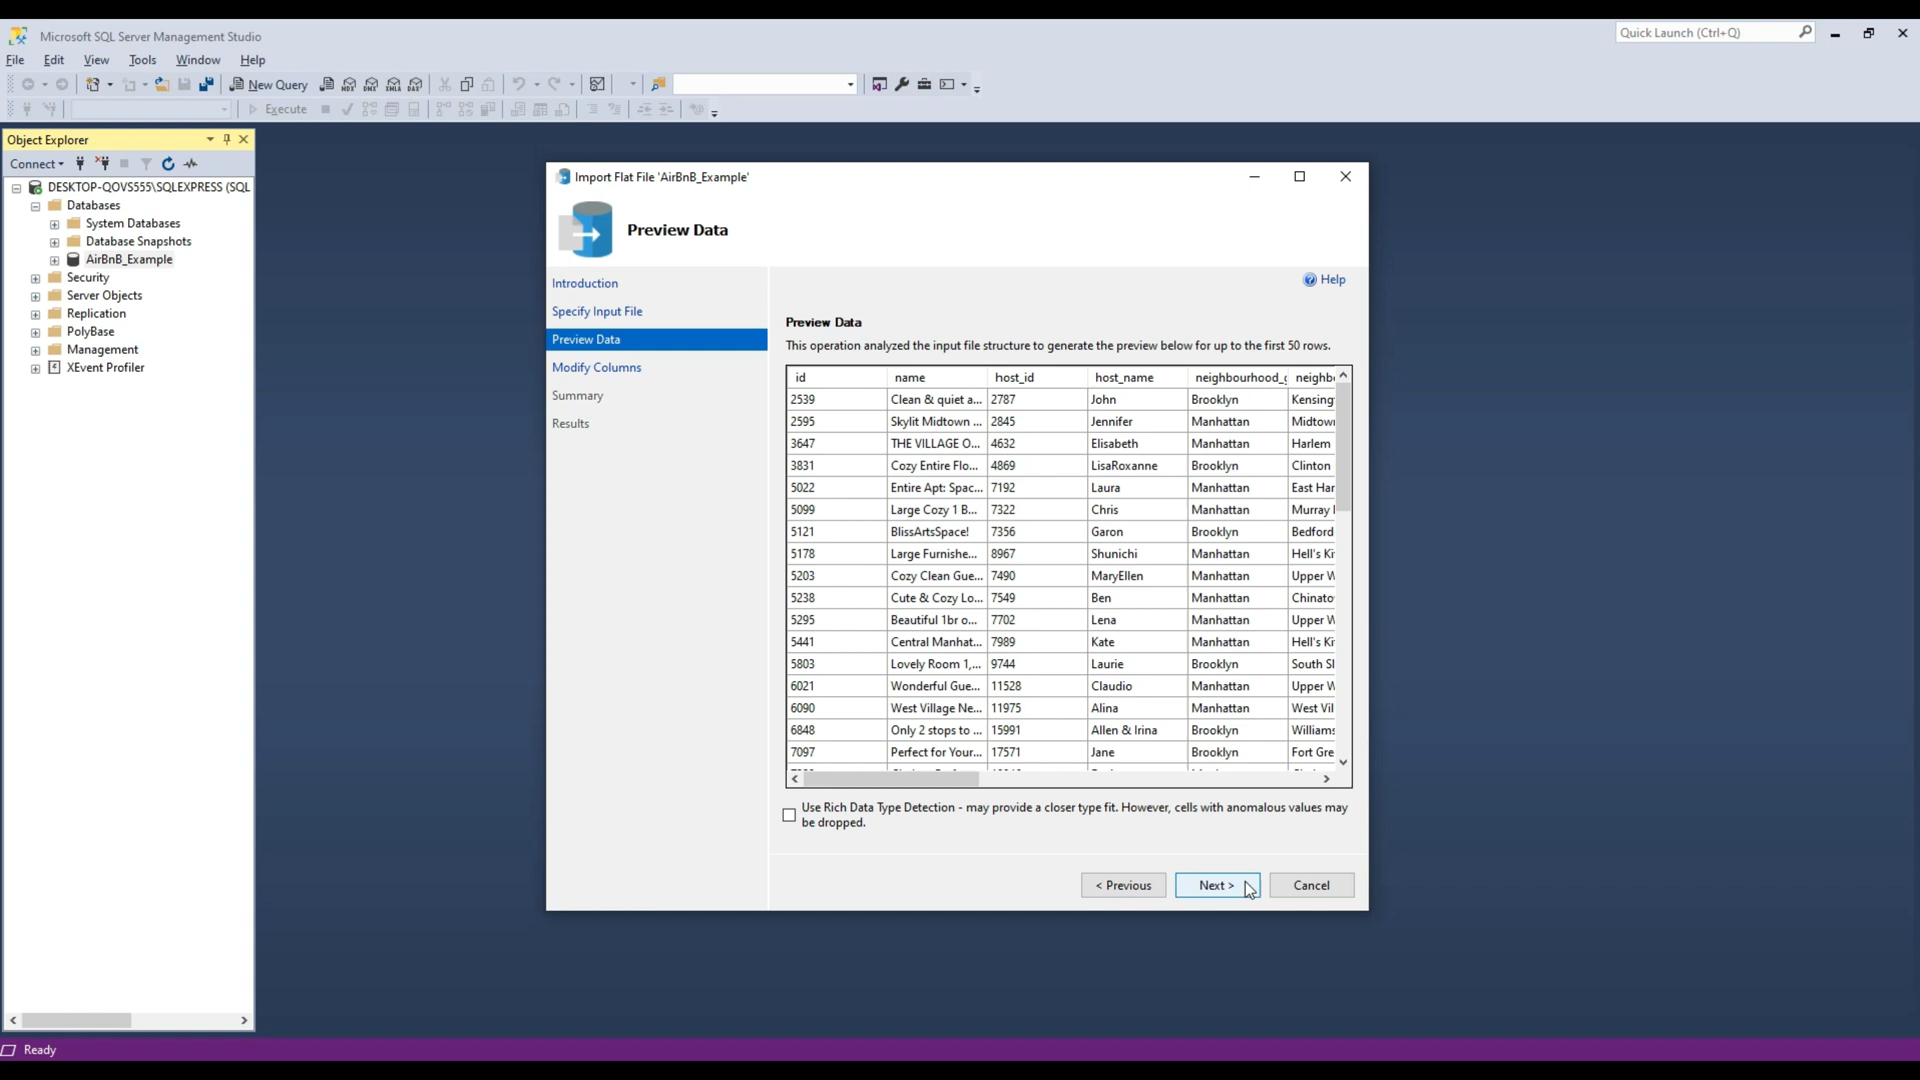 Microsoft SQL Server Management Studio
Quick Launch (Ctrl+Q)
File Edit View Tools Window Help
New Query
Execute
Object Explorer
Connect
DESKTOP-QOVS555\SQLEXPRESS (SQL
Databases
System Databases
Database Snapshots
AirBnB_Example
Security
Server Objects
Replication
PolyBase
Management
XEvent Profiler
Import Flat File 'AirBnB_Example'
Preview Data
Introduction
Specify Input File
Preview Data
Modify Columns
Summary
Results
Help
Preview Data
This operation analyzed the input file structure to generate the preview below for up to the first 50 rows.
id name host_id host_name neighbourhood_g neighb
2539 Clean & quiet a... 2787 John Brooklyn Kensing
2595 Skylit Midtown ... 2845 Jennifer Manhattan Midtow
3647 THE VILLAGE O... 4632 Elisabeth Manhattan Harlem
3831 Cozy Entire Flo... 4869 LisaRoxanne Brooklyn Clinton
5022 Entire Apt: Spac... 7192 Laura Manhattan East Har
5099 Large Cozy 1 B... 7322 Chris Manhattan Murray
5121 BlissArtsSpace! 7356 Garon Brooklyn Bedford
5178 Large Furnishe... 8967 Shunichi Manhattan Hell's Ki
5203 Cozy Clean Gue... 7490 MaryEllen Manhattan Upper W
5238 Cute & Cozy Lo... 7549 Ben Manhattan Chinato
5295 Beautiful 1br o... 7702 Lena Manhattan Upper W
5441 Central Manhat... 7989 Kate Manhattan Hell's Ki
5803 Lovely Room 1,... 9744 Laurie Brooklyn South Sl
6021 Wonderful Gue... 11528 Claudio Manhattan Upper W
6090 West Village Ne... 11975 Alina Manhattan West Vil
6848 Only 2 stops to ... 15991 Allen & Irina Brooklyn Williams
7097 Perfect for Your... 17571 Jane Brooklyn Fort Gre
Use Rich Data Type Detection - may provide a closer type fit. However, cells with anomalous values may
be dropped.
< Previous Next > Cancel
Ready